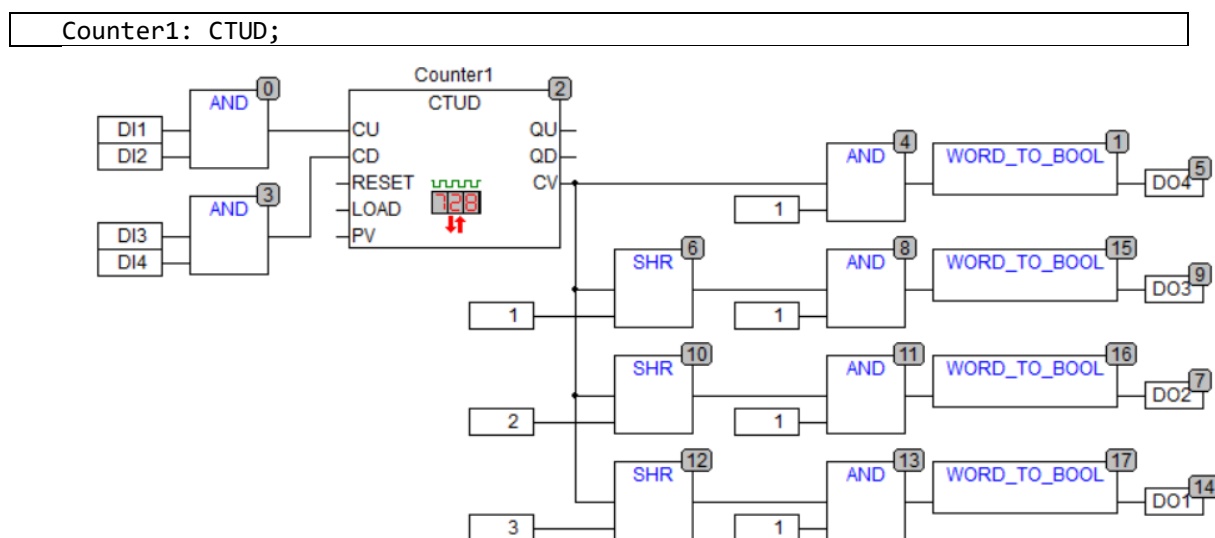 Counter1: CTUD;
Counter1
0
2
AND
CTUD
DI1
CU
QU
4
1
DI2
CD
QD
AND
WORD_TO_BOOL
5
3
RESET
CV
DO4
AND
LOAD
728
1
DI3
PV
6
8
15
DI4
SHR
AND
WORD_TO_BOOL
9
DO3
1
1
10
11
16
SHR
AND
WORD_TO_BOOL
7
DO2
2
1
12
13
17
SHR
AND
WORD_TO_BOOL
14
DO1
3
1